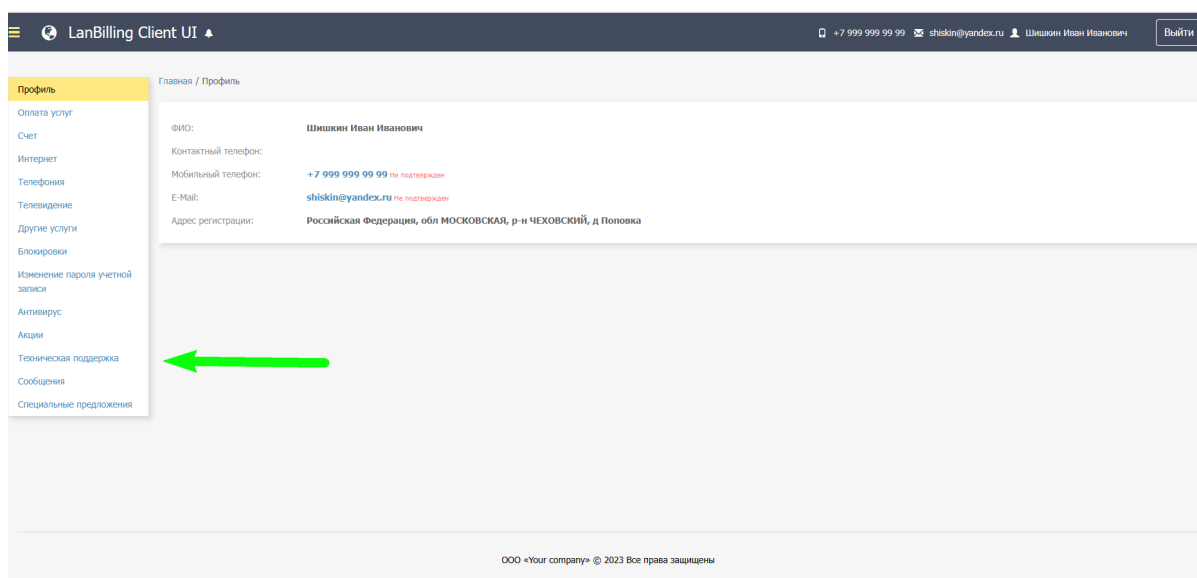 LanBilling Client UI
+7 999 999 99 99 shiskin@yandex.ru Шишкин Иван Иванович Выйти
Главная / Профиль
Профиль
Оплата услуг
Счет
Интернет
Телефония
Телевидение
Другие услуги
Блокировки
Изменение пароля учетной
записи
Антивирус
Акции
Техническая поддержка
Сообщения
Специальные предложения
ФИО: Шишкин Иван Иванович
Контактный телефон:
Мобильный телефон: +7 999 999 99 99 Не подтвержден
E-Mail: shiskin@yandex.ru Не подтвержден
Адрес регистрации: Российская Федерация, обл МОСКОВСКАЯ, р-н ЧЕХОВСКИЙ, д Поповка
ООО «Your company» © 2023 Все права защищены